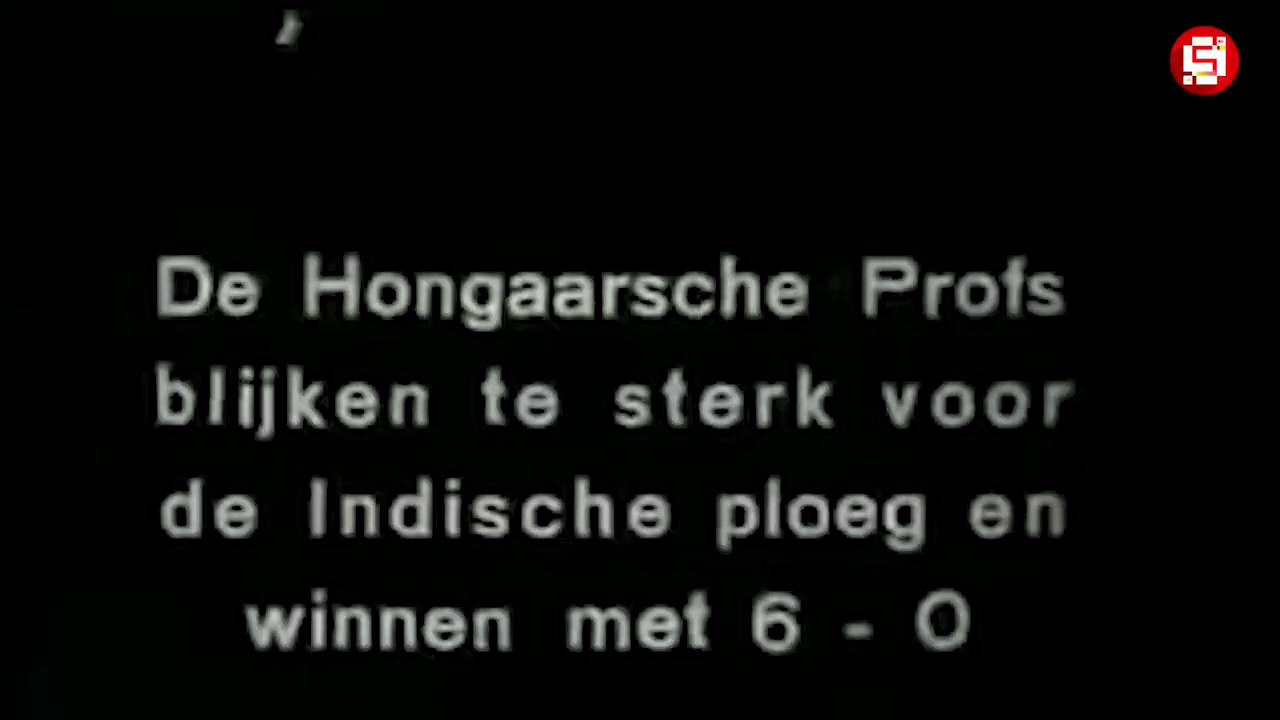 De Hongaarsche Profs
blijken te sterk voor
de Indische ploeg en
winnen met 6 - 0